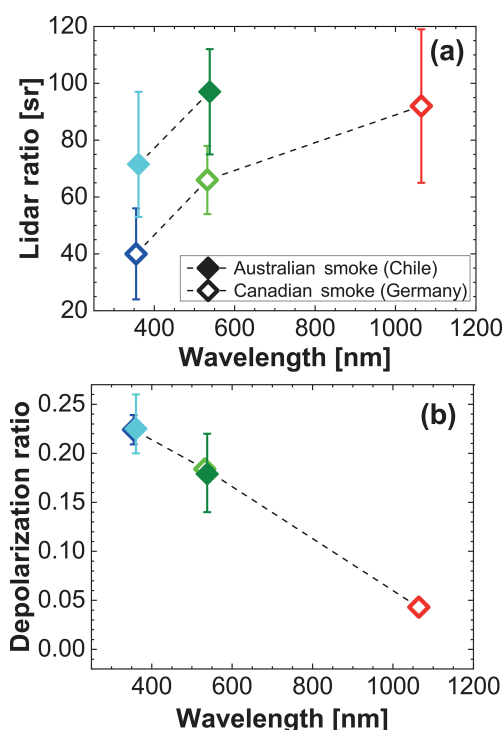 120
(a)
100
80
60
40
20
Lidar ratio [sr]
Australian smoke (Chile)
Canadian smoke (Germany)
400 600 800 1000 1200
Wavelength [nm]
(b)
0.25
0.20
0.15
0.10
0.05
0.00
Depolarization ratio
400 600 800 1000 1200
Wavelength [nm]